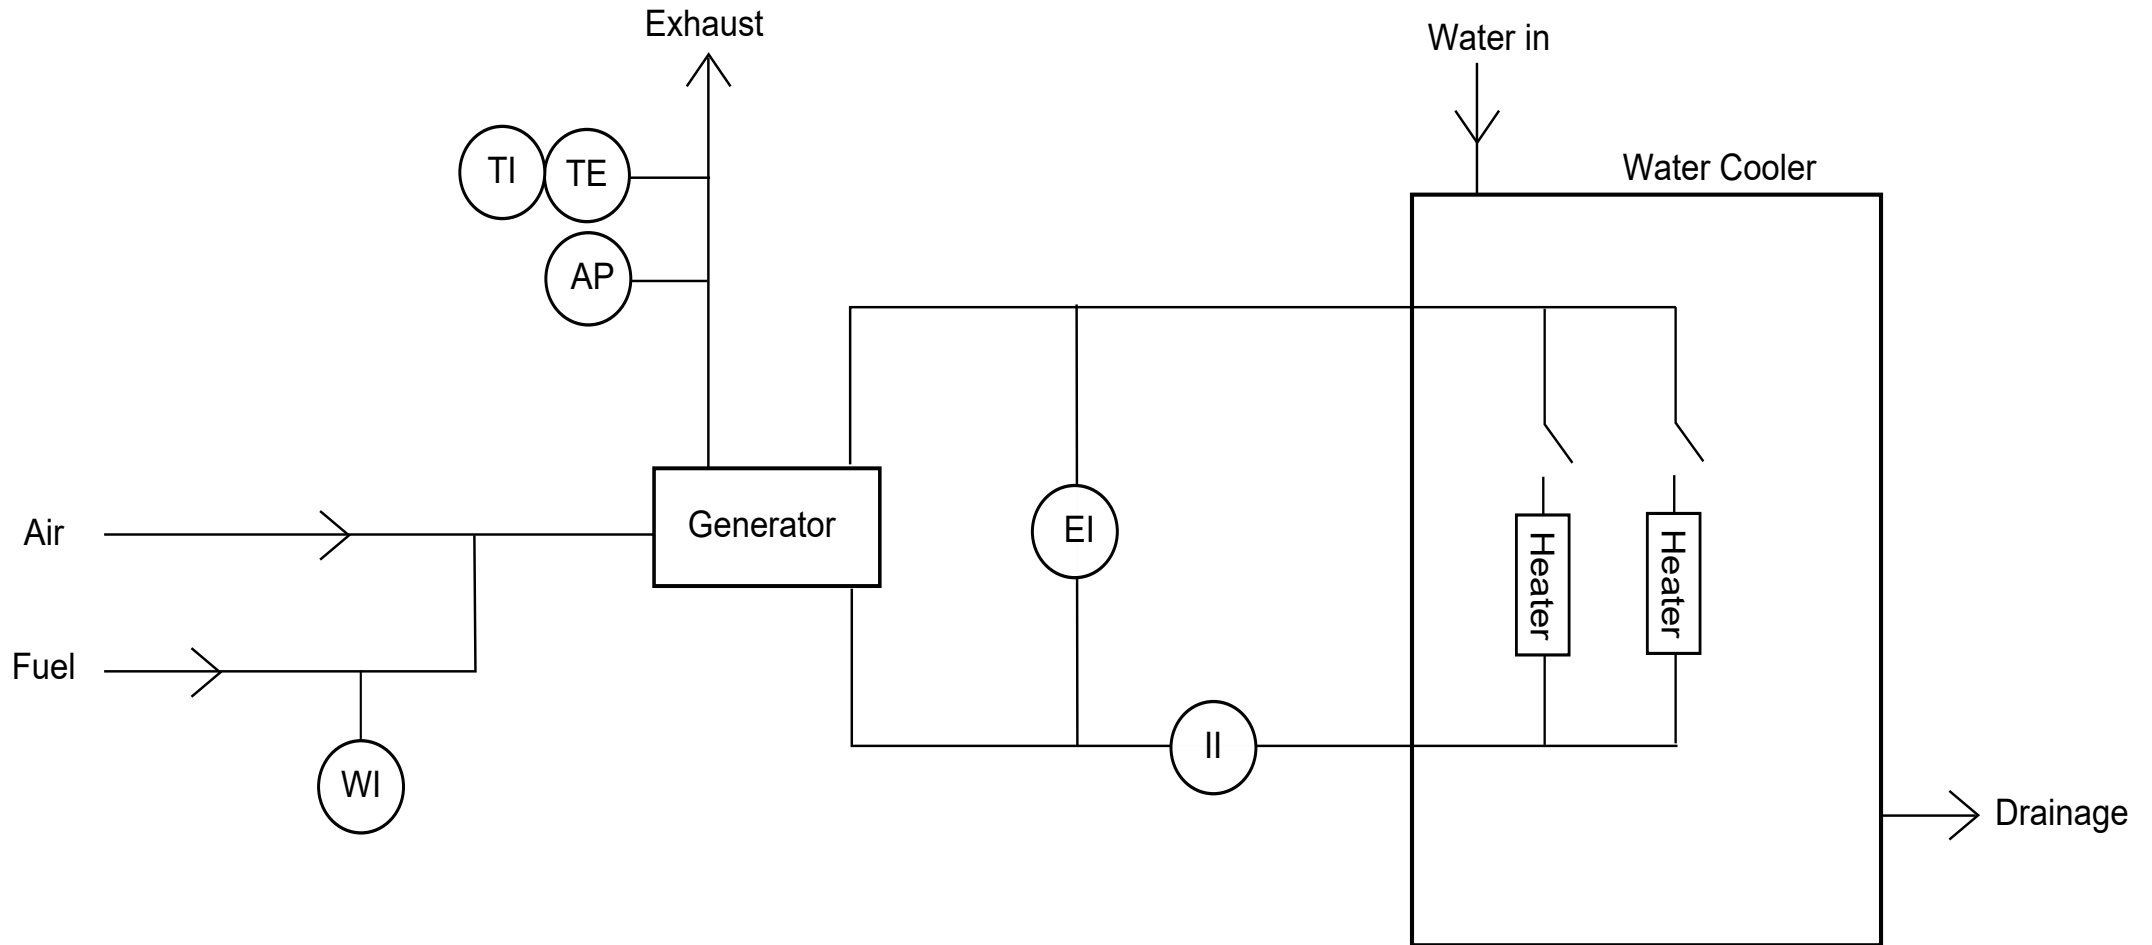 Exhaust
Water in
Water Cooler
TI
TE
AP
Generator
Air
EI
Heater
Heater
Fuel
II
WI
Drainage